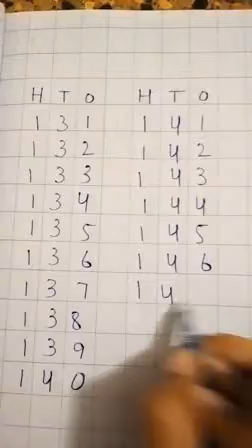 H T O
1 3 1
1 3 2
1 3 3
1 3 4
1 3 5
1 3 6
1 3 7
1 3 8
1 3 9
1 4 0
H T O
1 4 1
1 4 2
1 4 3
1 4 4
1 4 5
1 4 6
1 4